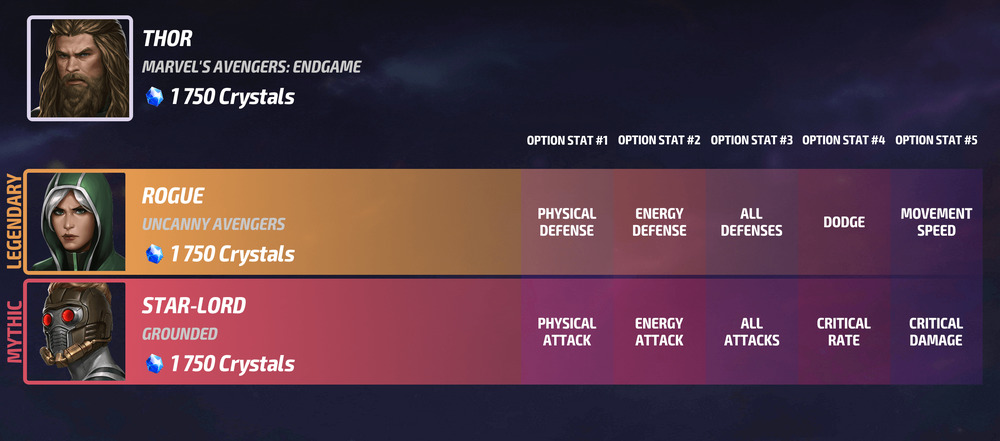 THOR
MARVEL'S AVENGERS: ENDGAME
1 750 Crystals
OPTION STAT #1 OPTION STAT #2 OPTION STAT #3 OPTION STAT #4 OPTION STAT #5
LEGENDARY
ROGUE
UNCANNY AVENGERS
1 750 Crystals
PHYSICAL
DEFENSE
ENERGY
DEFENSE
ALL
DEFENSES
DODGE
MOVEMENT
SPEED
MYTHIC
STAR-LORD
GROUNDED
1 750 Crystals
PHYSICAL
ATTACK
ENERGY
ATTACK
ALL
ATTACKS
CRITICAL
RATE
CRITICAL
DAMAGE